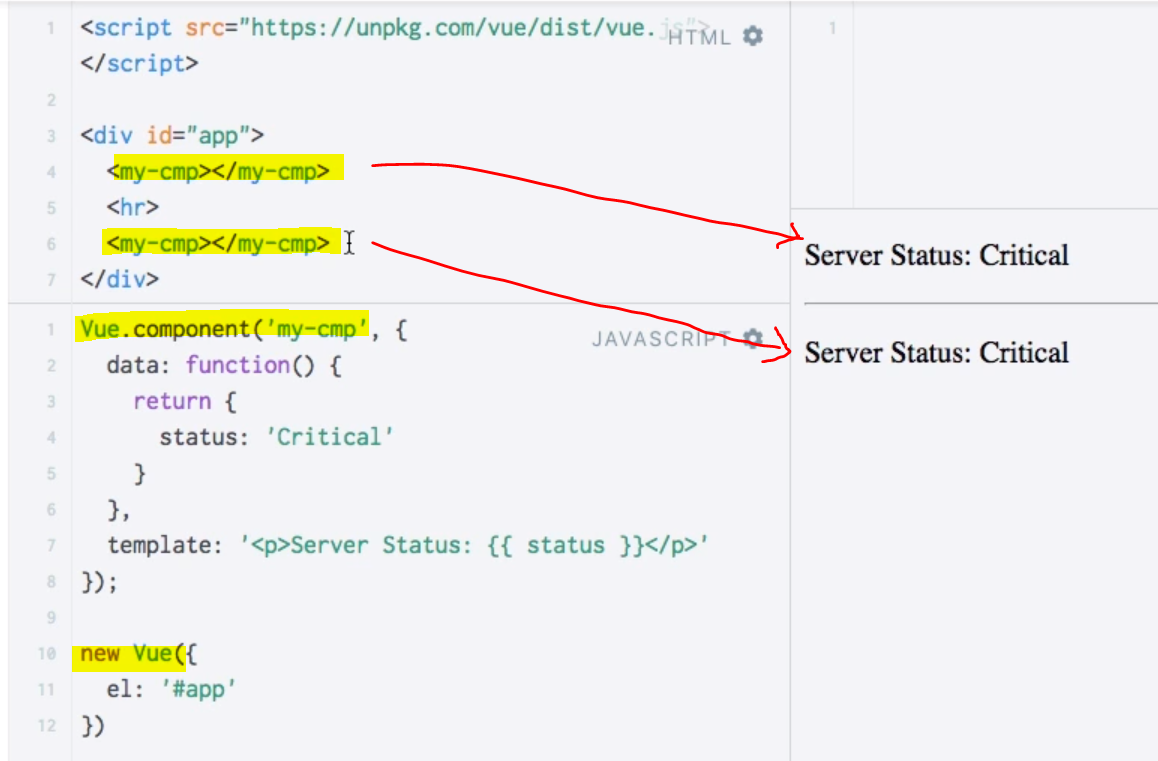 1 <script src="https://unpkg.com/vue/dist/vue.js">
HTML
</script>
2
3 <div id="app">
4 <my-cmp></my-cmp>
5 <hr>
6 <my-cmp></my-cmp>
7 </div>
1 Vue.component('my-cmp', {
JAVASCRIPT
2 data: function() {
3 return {
4 status: 'Critical'
5 }
6 },
7 template: '<p>Server Status: {{ status }}</p>'
8 });
9
10 new Vue({
11 el: '#app'
12 })
1
Server Status: Critical
Server Status: Critical